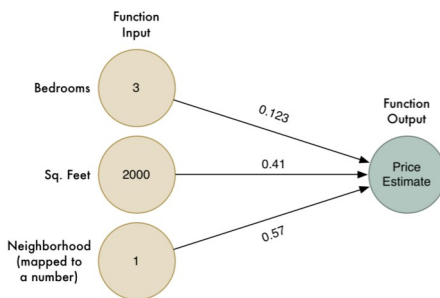 Function
Input
Bedrooms
3
0.123
Function
Output
Sq. Feet
2000
0.41
Price
Estimate
Neighborhood
(mapped to
a number)
1
0.57